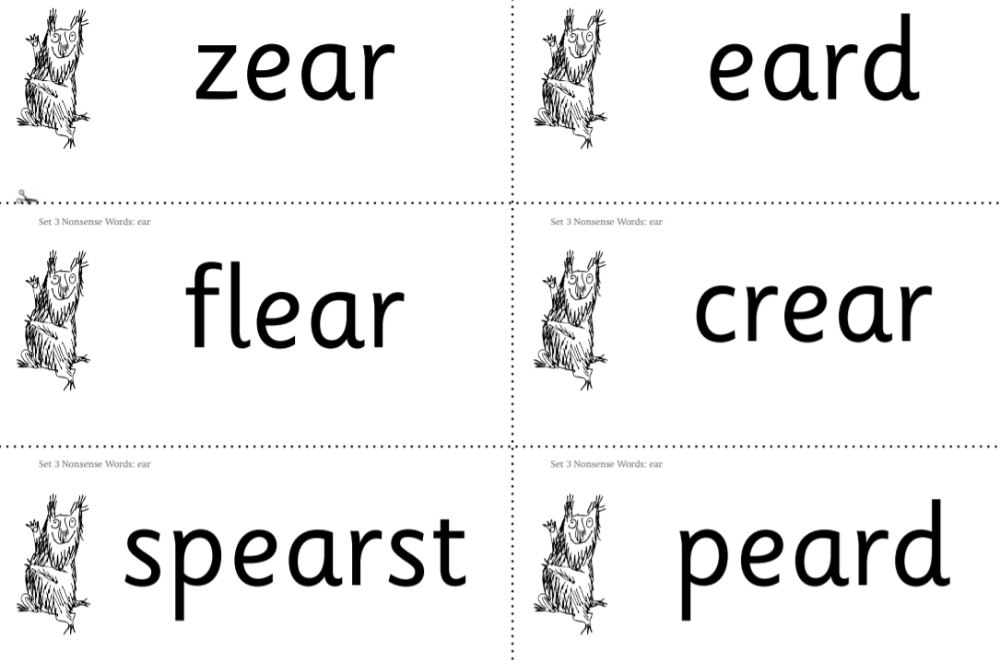 zear
eard
Set 3 Nonsense Words: ear
Set 3 Nonsense Words: ear
flear
crear
Set 3 Nonsense Words: ear
Set 3 Nonsense Words: ear
spearst
peard